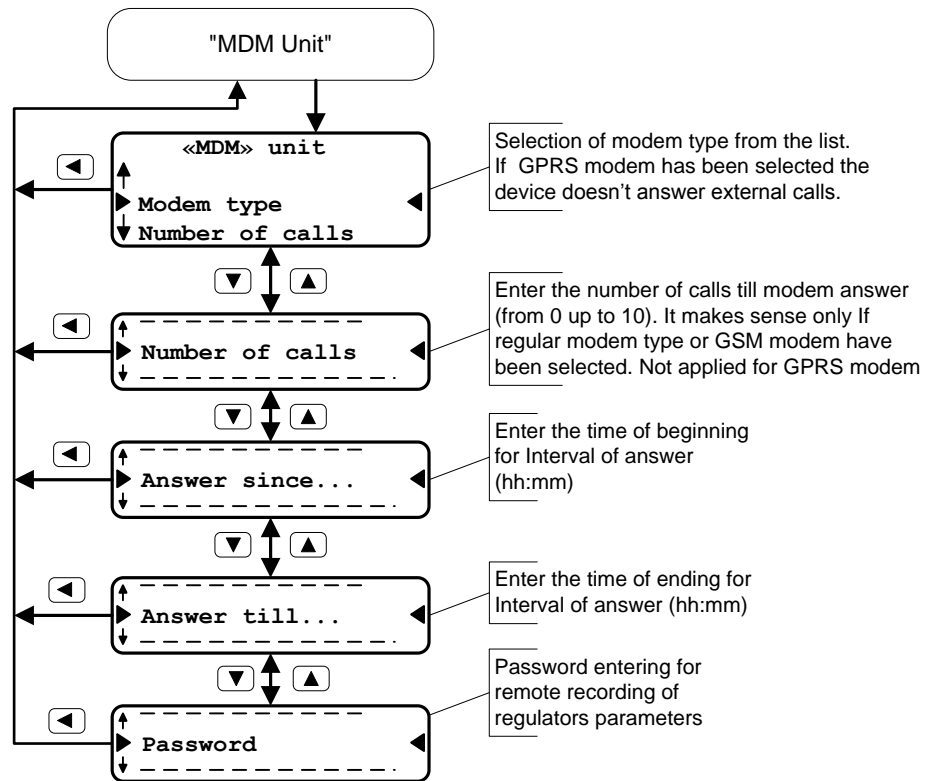 "MDM Unit"
«MDM» unit
Modem type
Number of calls
Selection of modem type from the list.
If GPRS modem has been selected the
device doesn't answer external calls.
Number of calls
Enter the number of calls till modem answer
(from 0 up to 10). It makes sense only If
regular modem type or GSM modem have
been selected. Not applied for GPRS modem
Answer since...
Enter the time of beginning
for Interval of answer
(hh:mm)
Answer till...
Enter the time of ending for
Interval of answer (hh:mm)
Password
Password entering for
remote recording of
regulators parameters